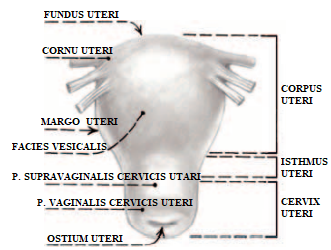 FUNDUS UTERI
CORNU UTERI
CORPUS
UTERI
MARGO UTERI
FACIES VESICALIS
ISTHMUS
UTERI
P. SUPRAVAGINALIS CERVICIS UTARI
P. VAGINALIS CERVICIS UTERI
CERVIX
UTERI
OSTIUM UTERI